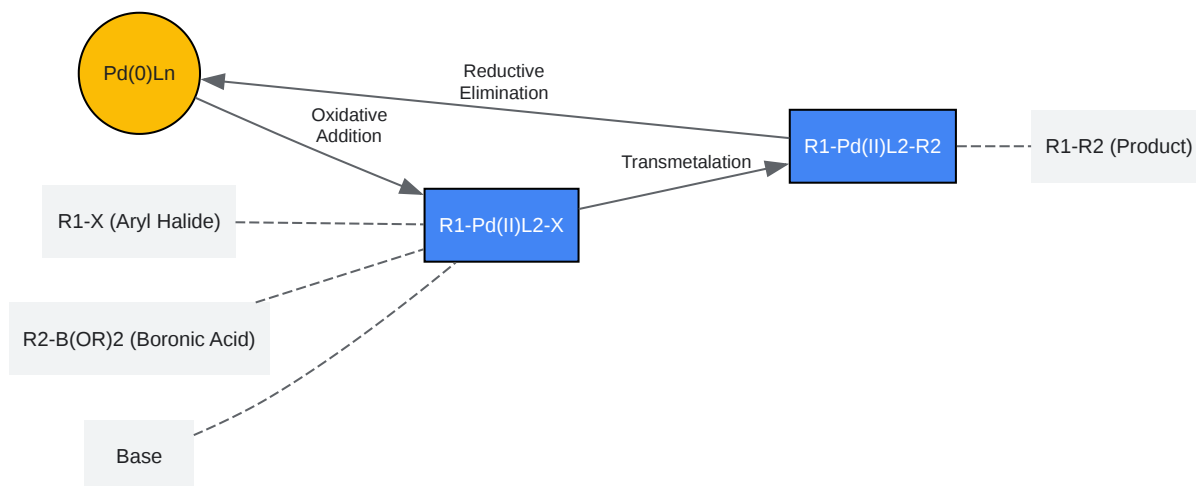 Pd(0)Ln
Reductive
Elimination
Oxidative
Addition
R1-Pd(II)L2-R2
R1-R2 (Product)
Transmetalation
R1-X (Aryl Halide)
R1-Pd(II)L2-X
R2-B(OR)2 (Boronic Acid)
Base